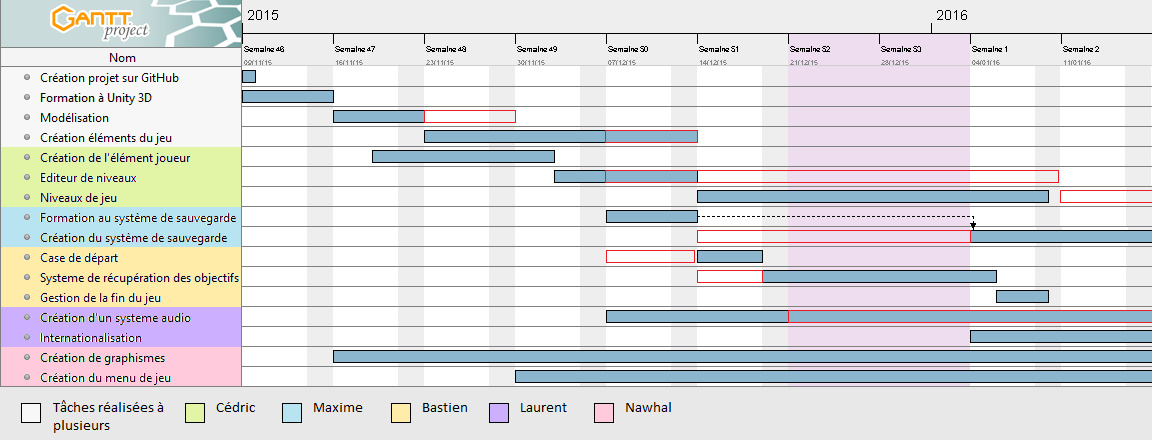 GANTT
project
2015
2016
Nom
Semaine 46
Semaine 47
Semaine 48
Semaine 49
Semaine 50
Semaine 51
Semaine 52
Semaine 53
Semaine 1
Semaine 2
09/11/15
16/11/15
23/11/15
30/11/15
07/12/15
14/12/15
21/12/15
28/12/15
04/01/16
11/01/16
Création projet sur GitHub
Formation à Unity 3D
Modélisation
Création éléments du jeu
Création de l'élément joueur
Editeur de niveaux
Niveaux de jeu
Formation au système de sauvegarde
Création du système de sauvegarde
Case de départ
Systeme de récupération des objectifs
Gestion de la fin du jeu
Création d'un systeme audio
Internationalisation
Création de graphismes
Création du menu de jeu
Tâches réalisées à
plusieurs
Cédric
Maxime
Bastien
Laurent
Nawhal